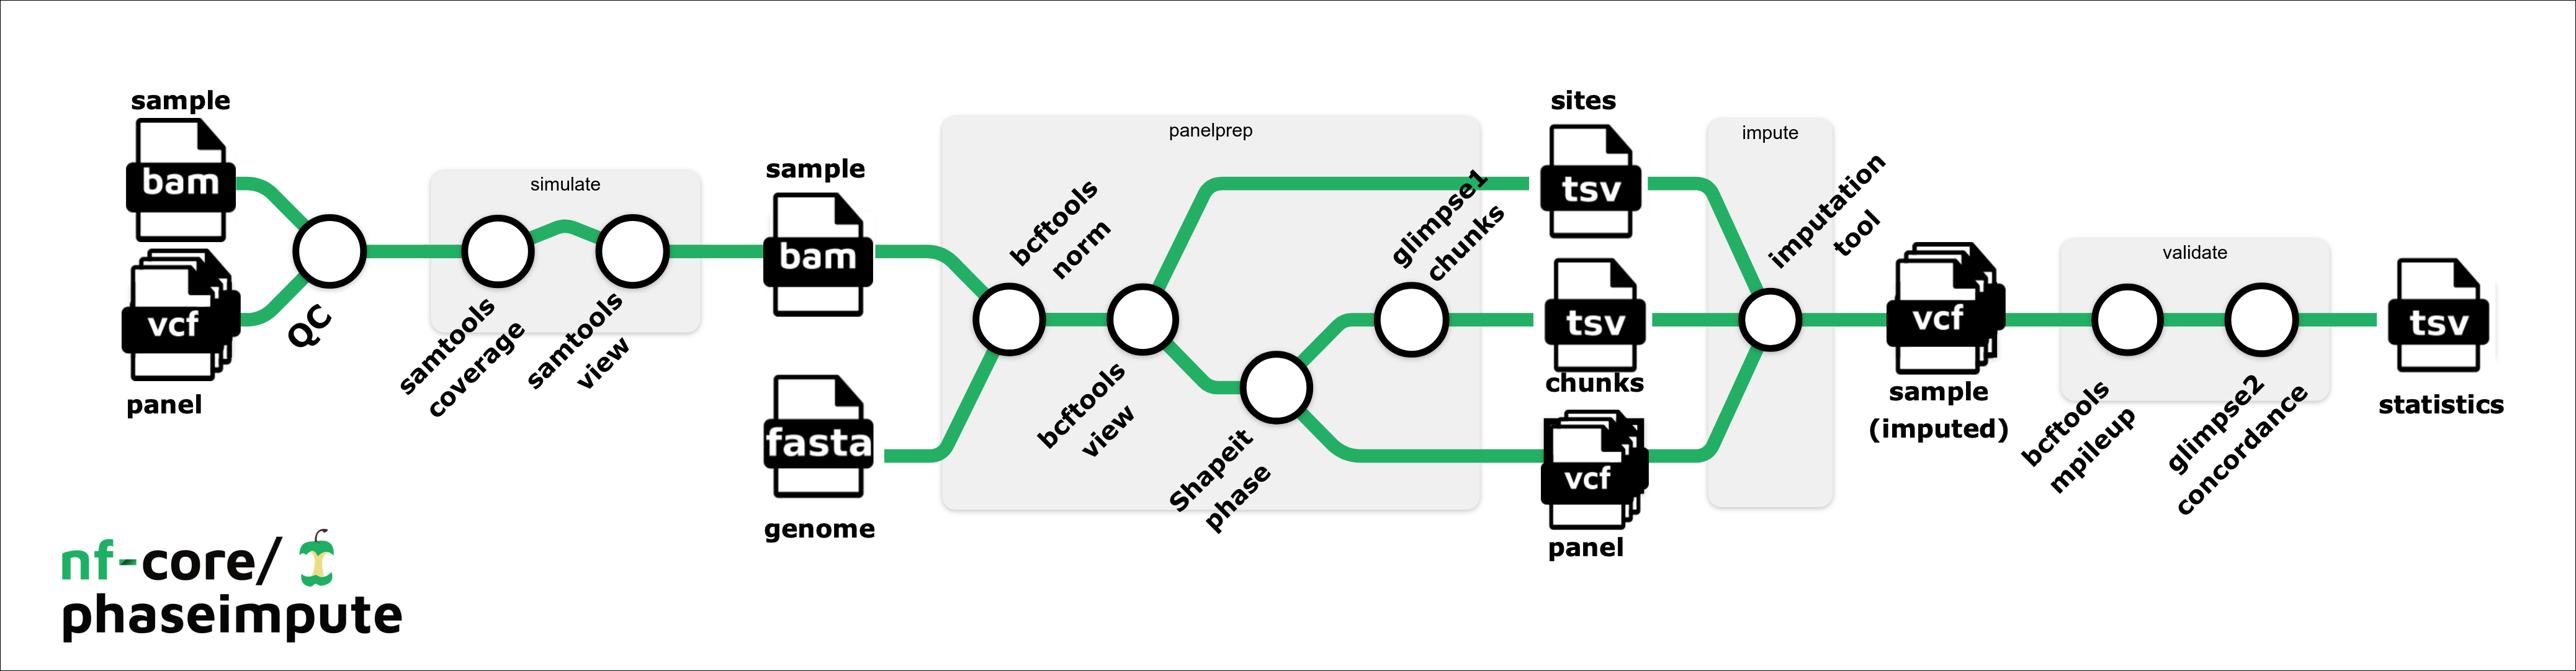 sample
bam
vcf
panel
QC
simulate
samtools
coverage
samtools
view
sample
bam
fasta
genome
panelprep
bcftools
norm
bcftools
view
Shapeit
phase
glimpse1
chunks
sites
tsv
tsv
chunks
vcf
panel
impute
imputation
tool
vcf
sample
(imputed)
validate
bcftools
mpileup
glimpse2
concordance
tsv
statistics
nf-core/
phaseimpute